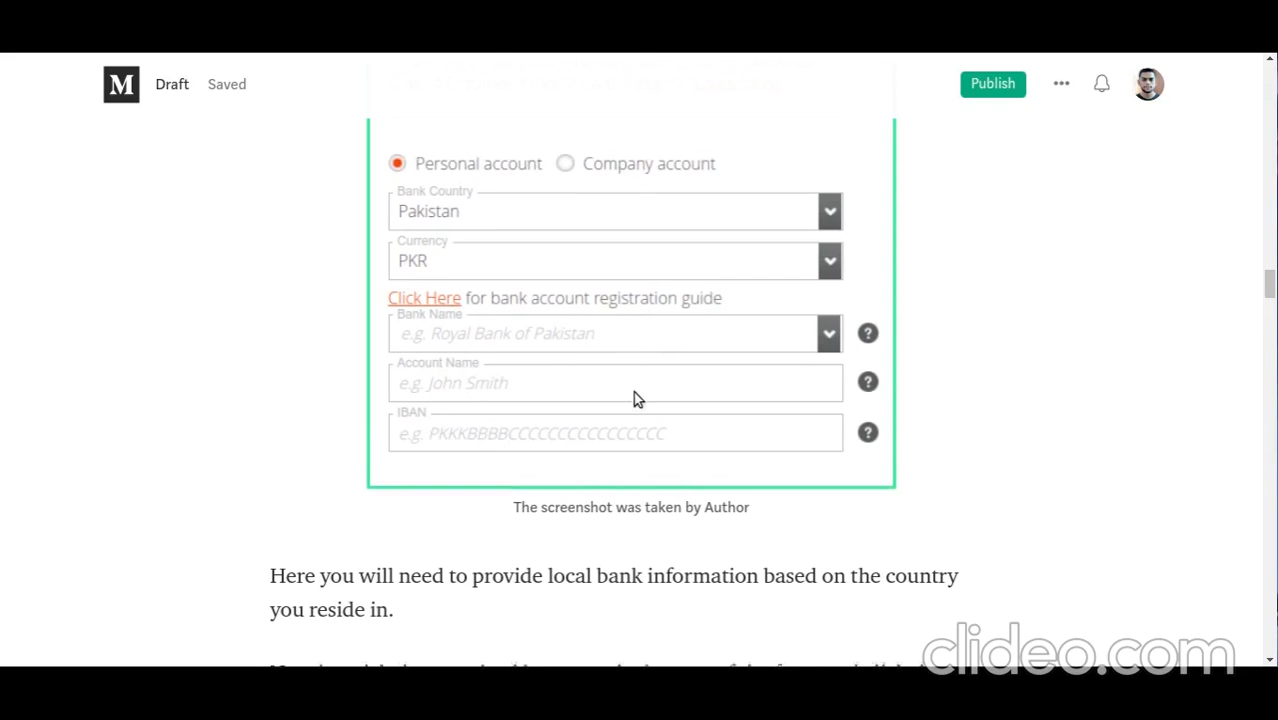 M Draft Saved Publish
Personal account Company account
Bank Country
Pakistan
Currency
PKR
Click Here for bank account registration guide
Bank Name
e.g. Royal Bank of Pakistan
?
Account Name
e.g. John Smith
?
IBAN
e.g. PKKKBBBBCCCCCCCCCCCCCCCC
?
The screenshot was taken by Author
Here you will need to provide local bank information based on the country
you reside in.
clideo.com